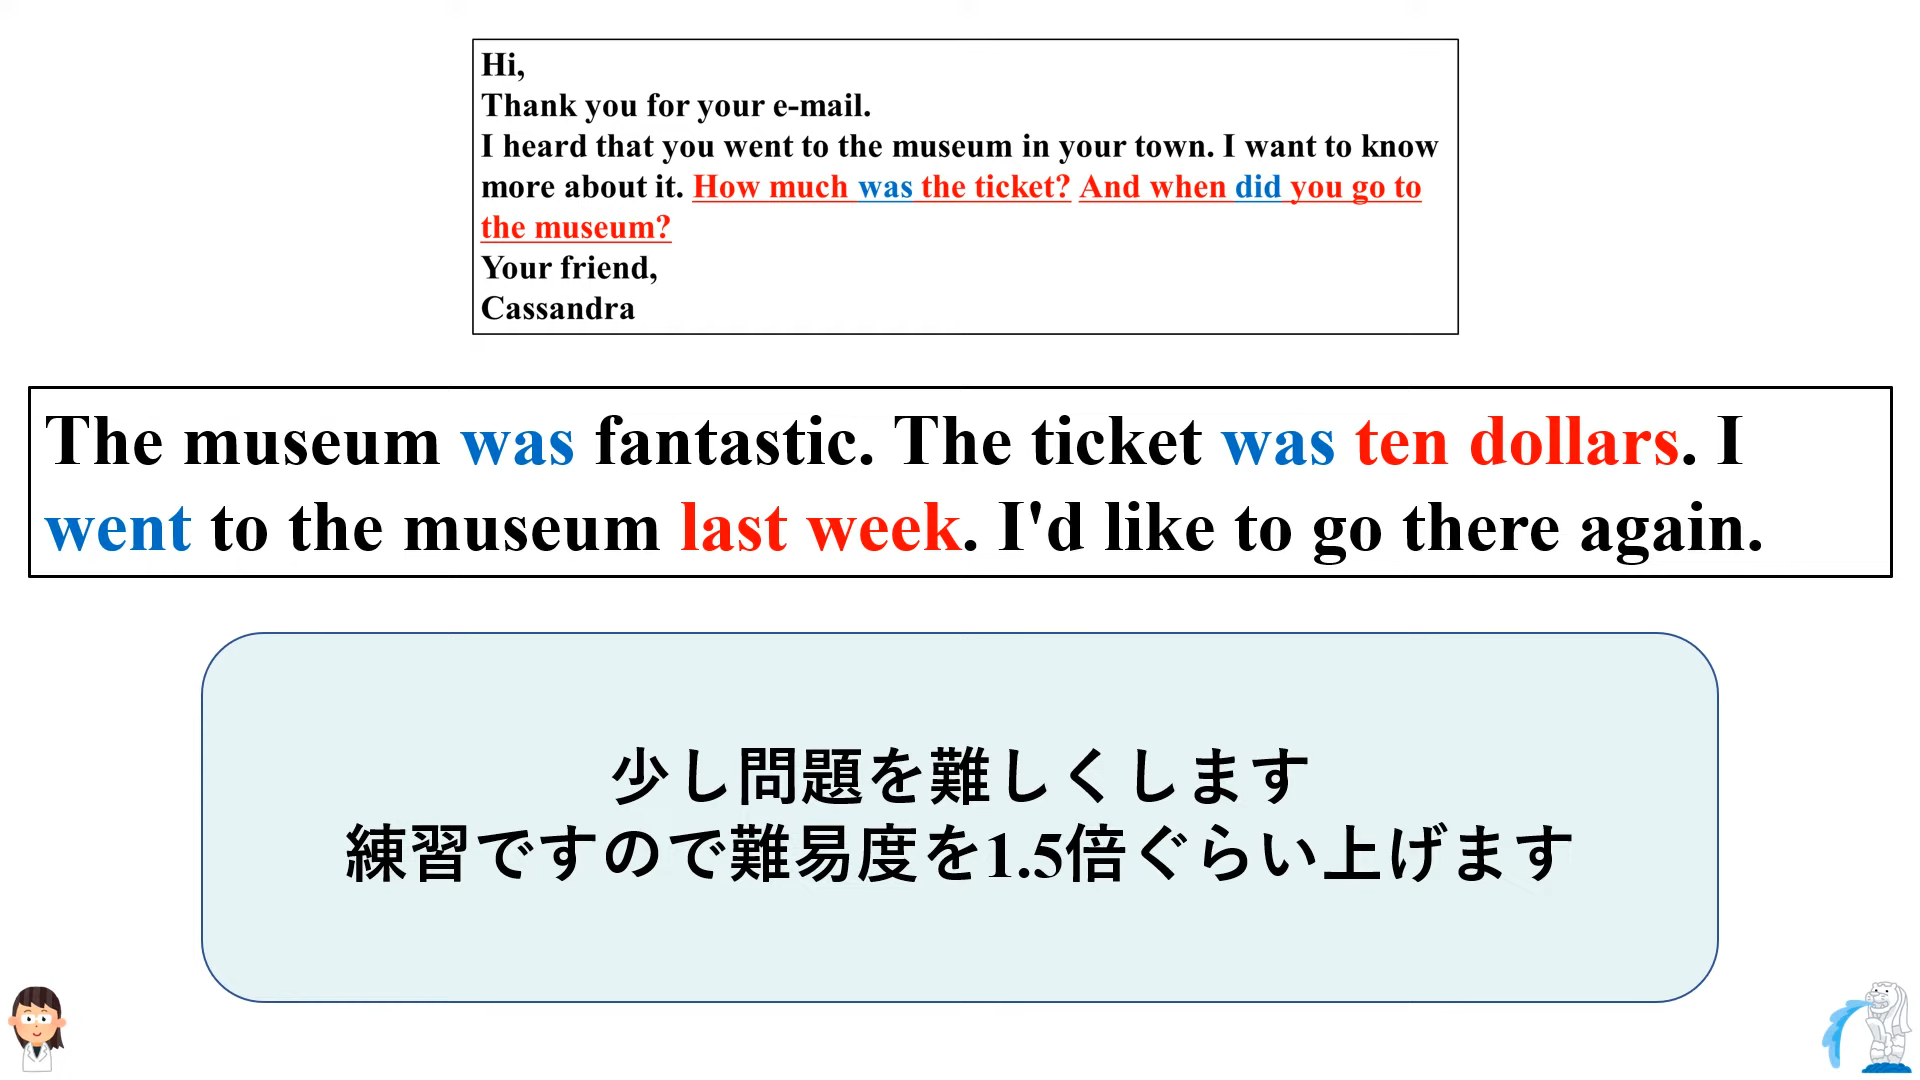 Hi,
Thank you for your e-mail.
I heard that you went to the museum in your town. I want to know
more about it. How much was the ticket? And when did you go to
the museum?
Your friend,
Cassandra
The museum was fantastic. The ticket was ten dollars. I
went to the museum last week. I'd like to go there again.
少し問題を難しくします
練習ですので難易度を1.5倍ぐらい上げます